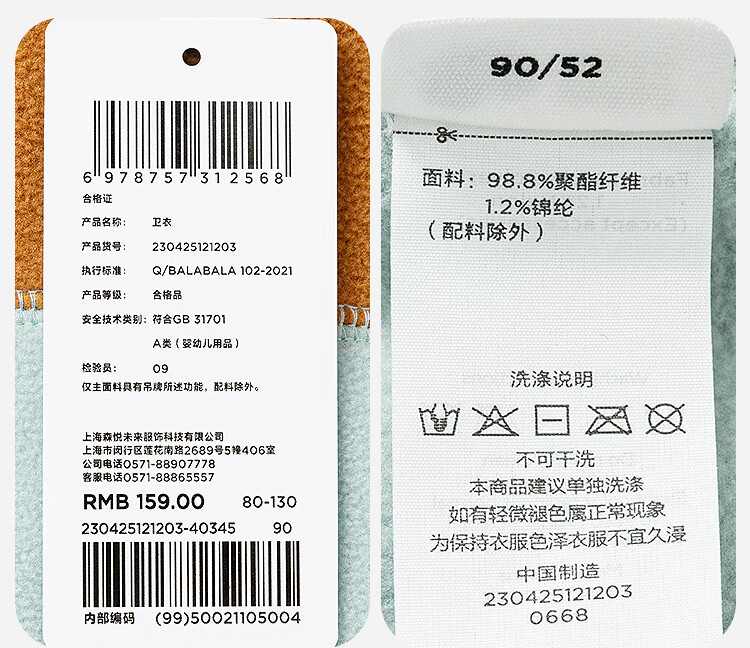 6 978757 312568
合格证
产品名称: 卫衣
产品货号: 230425121203
执行标准: Q/BALABALA 102-2021
产品等级: 合格品
安全技术类别: 符合GB 31701
A类(婴幼儿用品)
检验员: 09
仅主面料具有吊牌所述功能,配料除外。
上海森悦未来服饰科技有限公司
上海市闵行区莲花南路2689号5幢406室
公司电话0571-88907778
客服电话0571-88865557
RMB 159.00 80-130
230425121203-40345 90
内部编码 (99)50021105004
90/52
面料: 98.8%聚酯纤维
1.2%锦纶
(配料除外)
洗涤说明
不可干洗
本商品建议单独洗涤
如有轻微褪色属正常现象
为保持衣服色泽衣服不宜久浸
中国制造
230425121203
0668